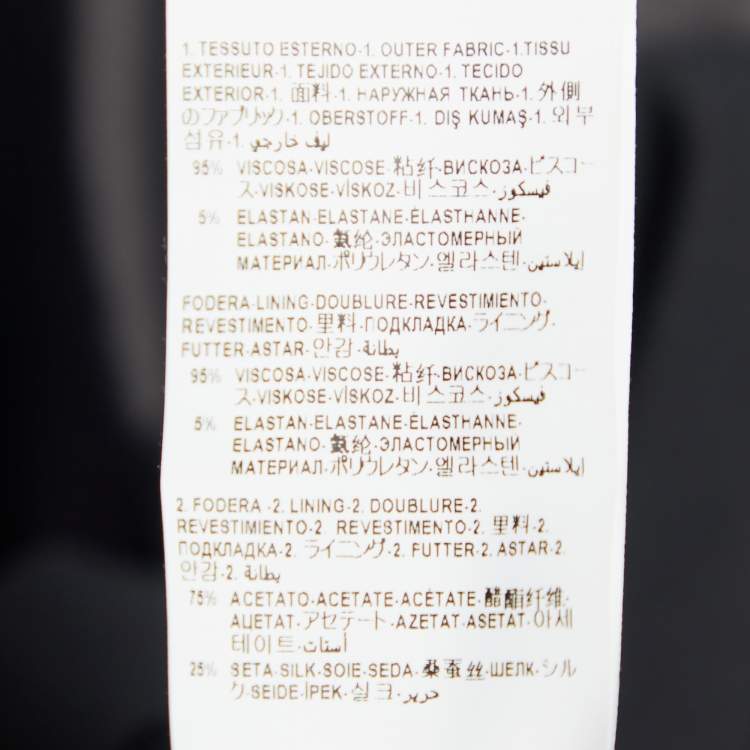 1. TESSUTO ESTERNO-1. OUTER FABRIC-1.TISSU
EXTERIEUR-1. TEJIDO EXTERNO-1. TECIDO
EXTERIOR-1. 面料-1. НАРУЖНАЯ ТКАНЬ-1. 外側
のファブリック-1. OBERSTOFF-1. DIŞ KUMAŞ-1. 외부
섬유-1. ليف خارجي
95% VISCOSA-VISCOSE-粘纤-ВИСКОЗА-ビスコー
ス-VISKOSE-VİSKOZ-비스코스-فيسكوز
5% ELASTAN-ELASTANE-ÉLASTHANNE-
ELASTANO-氨纶-ЭЛАСТОМЕРНЫЙ
МАТЕРИАЛ-ポリウレタン-엘라스텐-إيلاستين
FODERA-LINING-DOUBLURE-REVESTIMIENTO-
REVESTIMENTO-里料-ПОДКЛАДКА-ライニング-
FUTTER-ASTAR-안감-بطانة
95% VISCOSA-VISCOSE-粘纤-ВИСКОЗА-ビスコー
ス-VISKOSE-VİSKOZ-비스코스-فيسكوز
5% ELASTAN-ELASTANE-ÉLASTHANNE-
ELASTANO-氨纶-ЭЛАСТОМЕРНЫЙ
МАТЕРИАЛ-ポリウレタン-엘라스텐-إيلاستين
2. FODERA -2. LINING-2. DOUBLURE-2.
REVESTIMIENTO-2. REVESTIMENTO-2. 里料-2.
ПОДКЛАДКА-2. ライニング-2. FUTTER-2. ASTAR-2.
안감-2. بطانة
75% ACETATO-ACETATE-ACÉTATE-醋酯纤维-
АЦЕТАТ-アセテート-AZETAT-ASETAT-아세
테이트-أستات
25% SETA-SILK-SOIE-SEDA-桑蚕丝-ШЕЛК-シル
ク-SEIDE-İPEK-실크-حرير